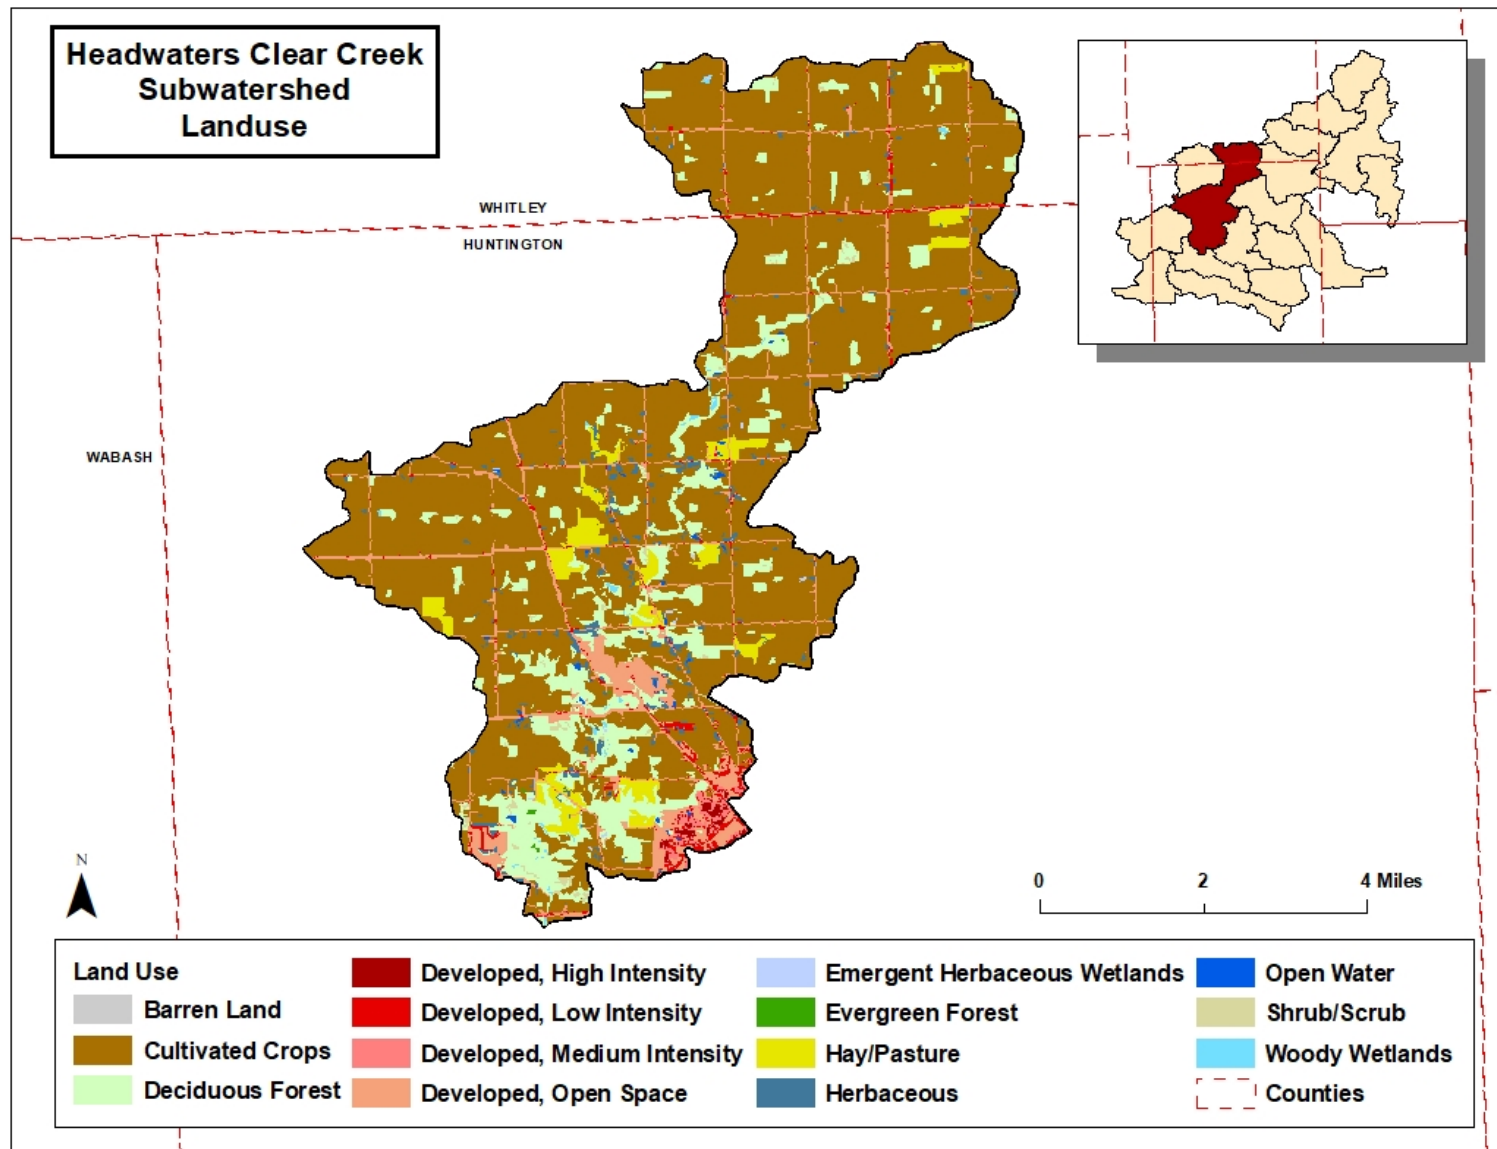 Headwaters Clear Creek
Subwatershed
Landuse
WHITLEY
HUNTINGTON
WABASH
N
0 2 4 Miles
Land Use
Barren Land
Cultivated Crops
Deciduous Forest
Developed, High Intensity
Developed, Low Intensity
Developed, Medium Intensity
Developed, Open Space
Emergent Herbaceous Wetlands
Evergreen Forest
Hay/Pasture
Herbaceous
Open Water
Shrub/Scrub
Woody Wetlands
Counties